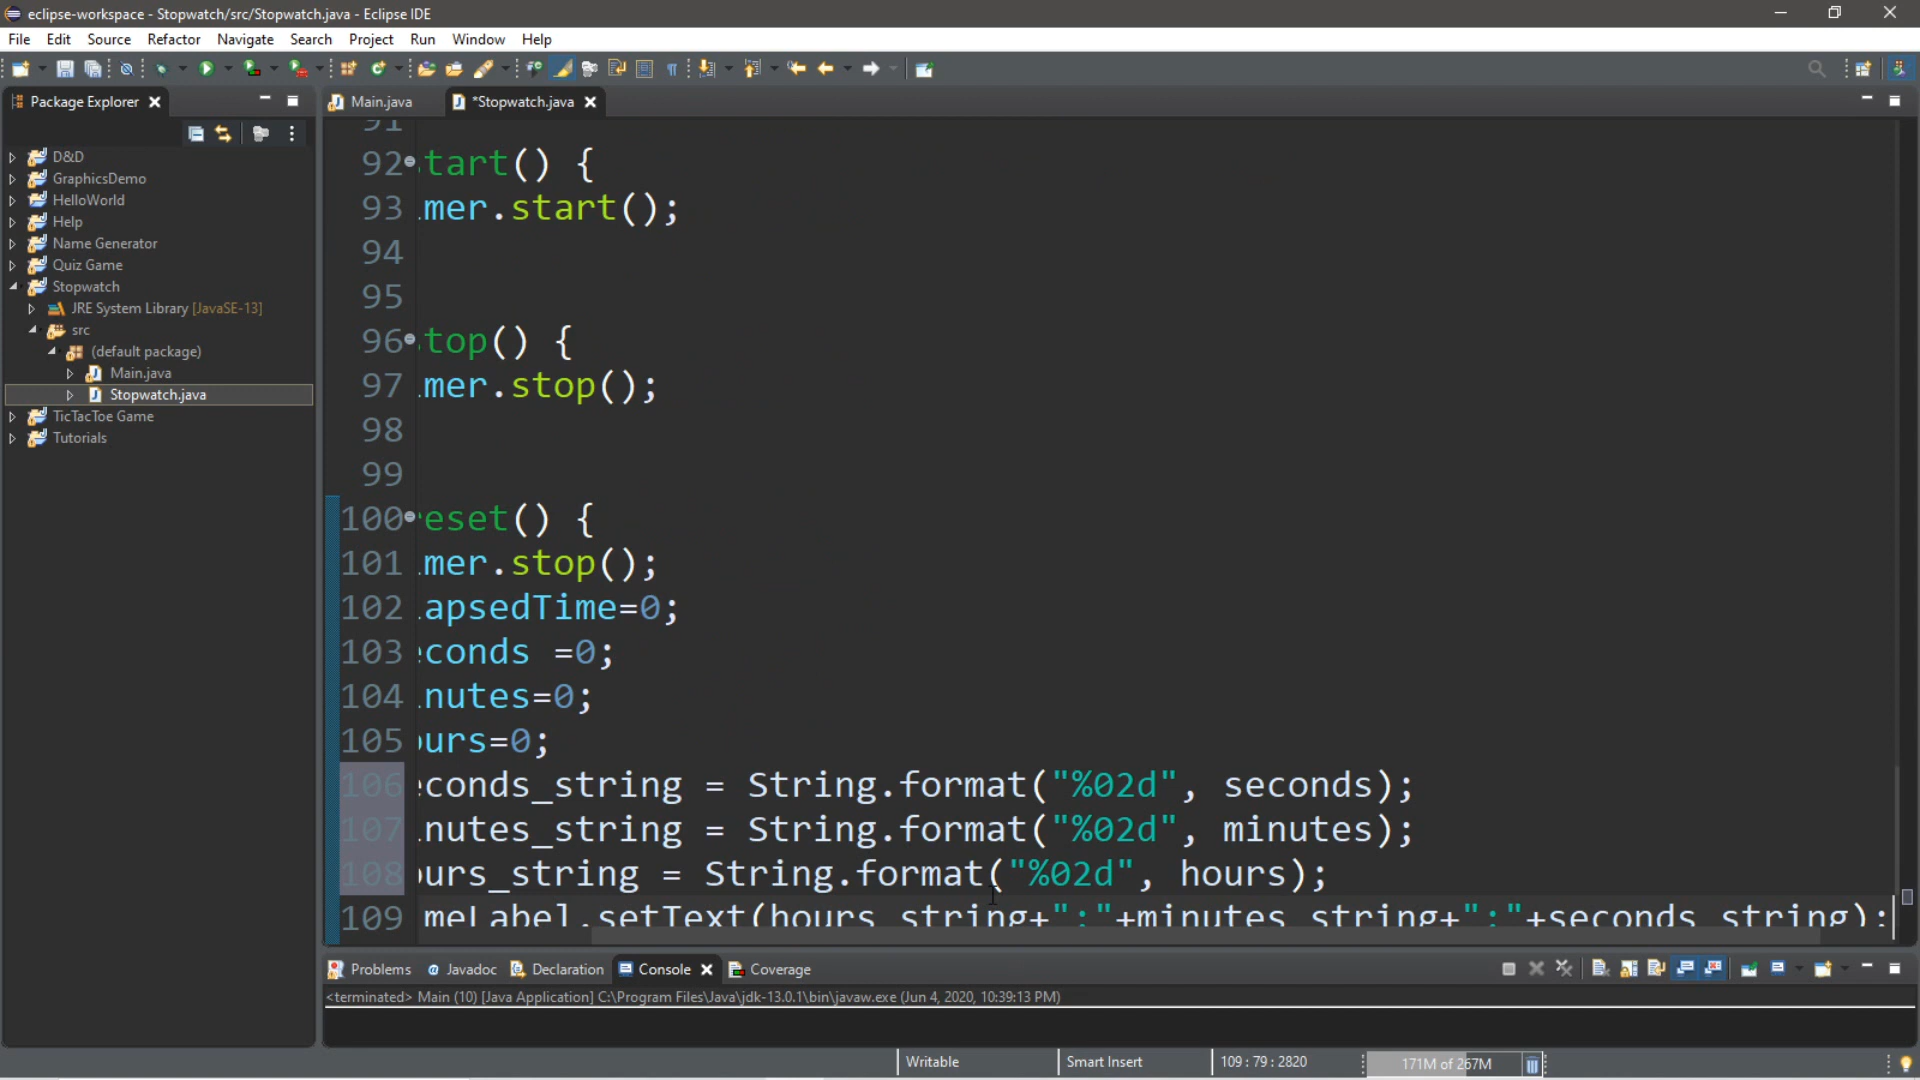 eclipse-workspace - Stopwatch/src/Stopwatch.java - Eclipse IDE
File Edit Source Refactor Navigate Search Project Run Window Help
Package Explorer
Main.java
*Stopwatch.java
D&D
GraphicsDemo
HelloWorld
Help
Name Generator
Quiz Game
Stopwatch
JRE System Library [JavaSE-13]
src
(default package)
Main.java
Stopwatch.java
TicTacToe Game
Tutorials
91
92 tart() {
93 mer.start();
94
95
96 top() {
97 mer.stop();
98
99
100 eset() {
101 mer.stop();
102 apsedTime=0;
103 conds =0;
104 nutes=0;
105 urs=0;
106 conds_string = String.format("%02d", seconds);
107 nutes_string = String.format("%02d", minutes);
108 urs_string = String.format("%02d", hours);
109 meLabel.setText(hours_string+":"+minutes_string+":"+seconds_string);
Problems Javadoc Declaration Console Coverage
<terminated> Main (10) [Java Application] C:\Program Files\Java\jdk-13.0.1\bin\javaw.exe (Jun 4, 2020, 10:39:13 PM)
Writable Smart Insert 109 : 79 : 2820 171M of 267M